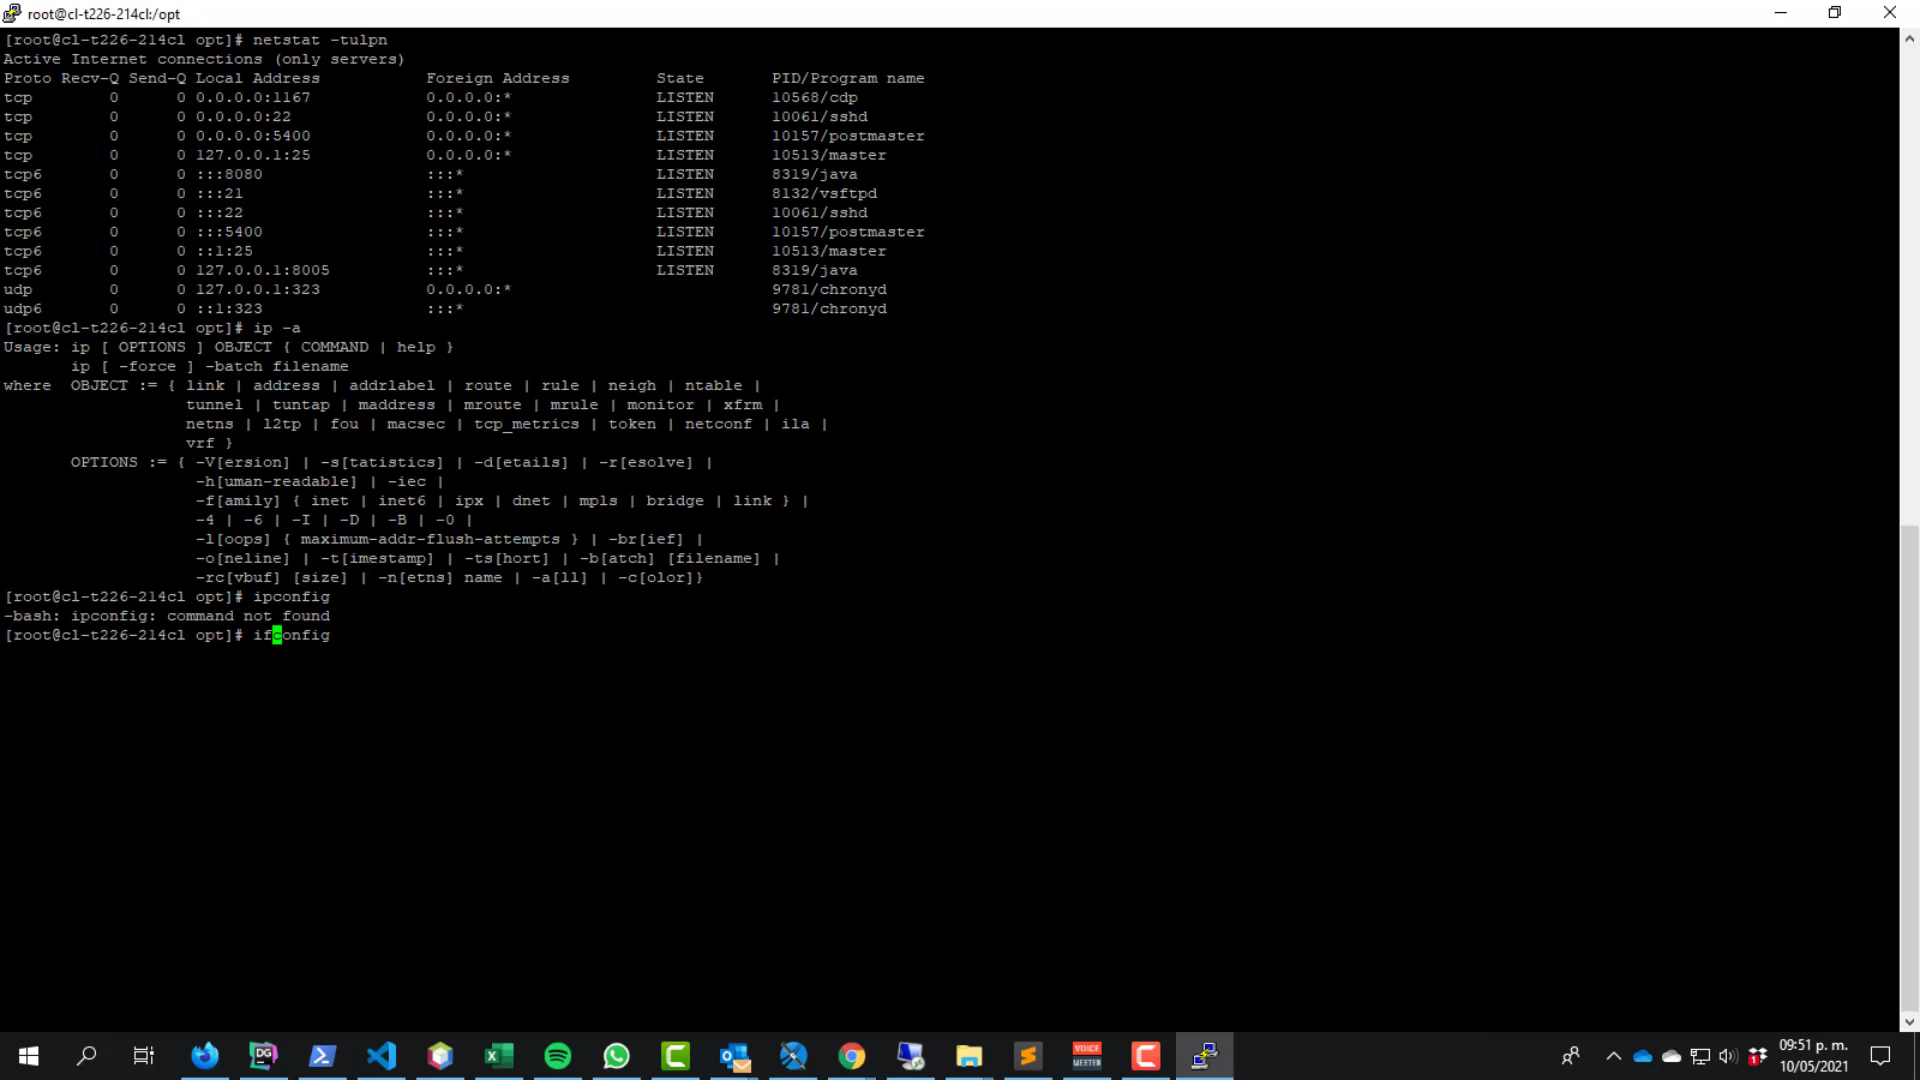 root@cl-t226-214cl:/opt
[root@cl-t226-214cl opt]# netstat -tulpn
Active Internet connections (only servers)
Proto Recv-Q Send-Q Local Address           Foreign Address         State       PID/Program name
tcp        0      0 0.0.0.0:1167            0.0.0.0:*               LISTEN      10568/cdp
tcp        0      0 0.0.0.0:22              0.0.0.0:*               LISTEN      10061/sshd
tcp        0      0 0.0.0.0:5400            0.0.0.0:*               LISTEN      10157/postmaster
tcp        0      0 127.0.0.1:25            0.0.0.0:*               LISTEN      10513/master
tcp6       0      0 :::8080                 :::*                    LISTEN      8319/java
tcp6       0      0 :::21                   :::*                    LISTEN      8132/vsftpd
tcp6       0      0 :::22                   :::*                    LISTEN      10061/sshd
tcp6       0      0 :::5400                 :::*                    LISTEN      10157/postmaster
tcp6       0      0 ::1:25                  :::*                    LISTEN      10513/master
tcp6       0      0 127.0.0.1:8005          :::*                    LISTEN      8319/java
udp        0      0 127.0.0.1:323           0.0.0.0:*                           9781/chronyd
udp6       0      0 ::1:323                 :::*                                9781/chronyd
[root@cl-t226-214cl opt]# ip -a
Usage: ip [ OPTIONS ] OBJECT { COMMAND | help }
       ip [ -force ] -batch filename
where  OBJECT := { link | address | addrlabel | route | rule | neigh | ntable |
                   tunnel | tuntap | maddress | mroute | mrule | monitor | xfrm |
                   netns | l2tp | fou | macsec | tcp_metrics | token | netconf | ila |
                   vrf }
       OPTIONS := { -V[ersion] | -s[tatistics] | -d[etails] | -r[esolve] |
                    -h[uman-readable] | -iec |
                    -f[amily] { inet | inet6 | ipx | dnet | mpls | bridge | link } |
                    -4 | -6 | -I | -D | -B | -0 |
                    -l[oops] { maximum-addr-flush-attempts } | -br[ief] |
                    -o[neline] | -t[imestamp] | -ts[hort] | -b[atch] [filename] |
                    -rc[vbuf] [size] | -n[etns] name | -a[ll] | -c[olor]}
[root@cl-t226-214cl opt]# ipconfig
-bash: ipconfig: command not found
[root@cl-t226-214cl opt]# ifconfig
DG
VOICE
MEETER
1
09:51 p. m.
10/05/2021